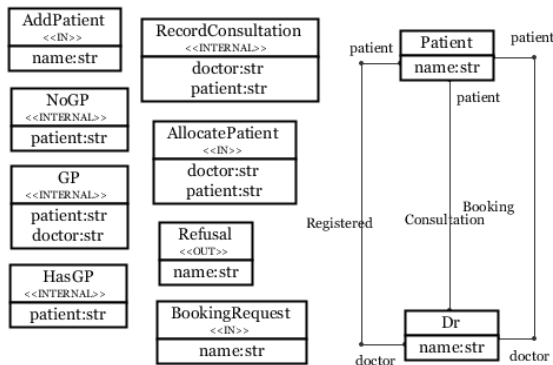 AddPatient
<<IN>>
name:str
NoGP
<<INTERNAL>>
patient:str
GP
<<INTERNAL>>
patient:str
doctor:str
HasGP
<<INTERNAL>>
patient:str
RecordConsultation
<<INTERNAL>>
doctor:str
patient:str
AllocatePatient
<<IN>>
doctor:str
patient:str
Refusal
<<OUT>>
name:str
BookingRequest
<<IN>>
name:str
patient
Patient
name:str
patient
patient
Registered
Consultation
Booking
Dr
name:str
doctor
doctor